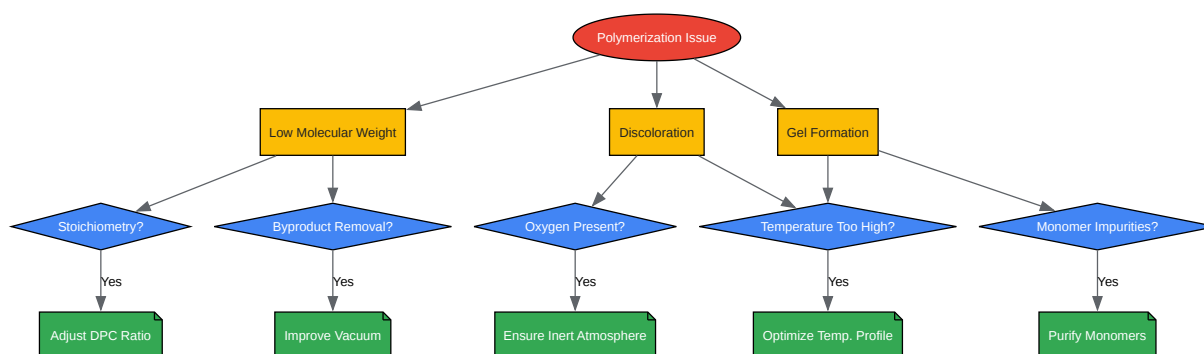 Polymerization Issue
Low Molecular Weight
Discoloration
Gel Formation
Stoichiometry?
Byproduct Removal?
Oxygen Present?
Temperature Too High?
Monomer Impurities?
Yes
Yes
Yes
Yes
Yes
Adjust DPC Ratio
Improve Vacuum
Ensure Inert Atmosphere
Optimize Temp. Profile
Purify Monomers